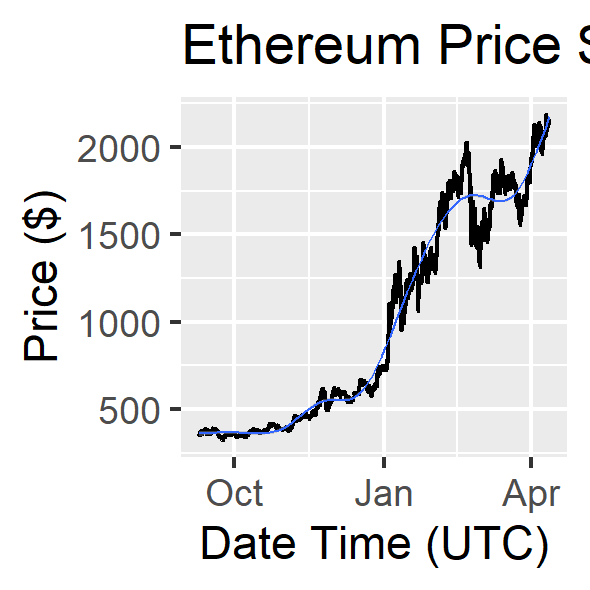 Ethereum Price
Price ($)
2000
1500
1000
500
Oct Jan Apr
Date Time (UTC)